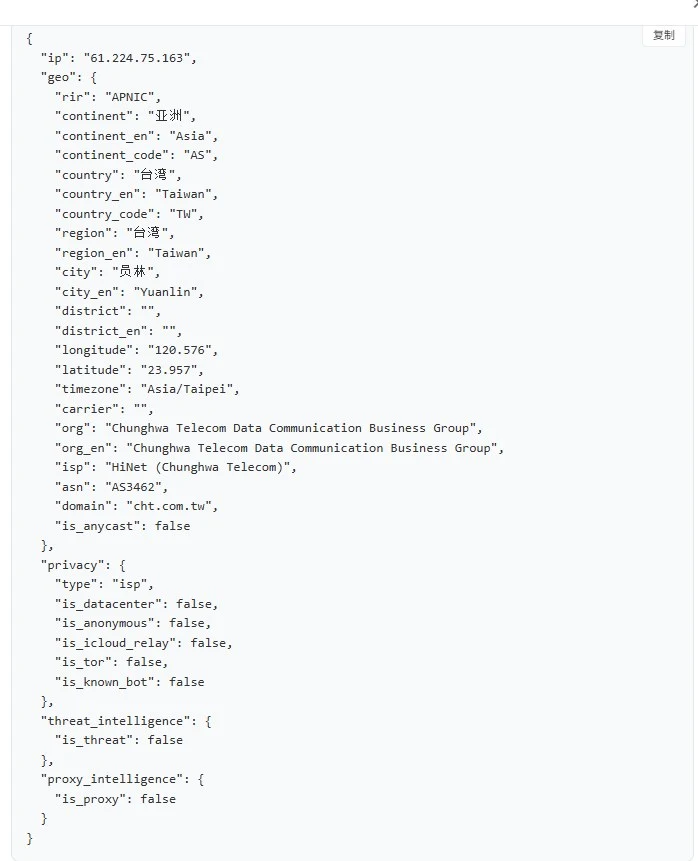 复制
{
"ip": "61.224.75.163",
"geo": {
"rir": "APNIC",
"continent": "亚洲",
"continent_en": "Asia",
"continent_code": "AS",
"country": "台湾",
"country_en": "Taiwan",
"country_code": "TW",
"region": "台湾",
"region_en": "Taiwan",
"city": "员林",
"city_en": "Yuanlin",
"district": "",
"district_en": "",
"longitude": "120.576",
"latitude": "23.957",
"timezone": "Asia/Taipei",
"carrier": "",
"org": "Chunghwa Telecom Data Communication Business Group",
"org_en": "Chunghwa Telecom Data Communication Business Group",
"isp": "HiNet (Chunghwa Telecom)",
"asn": "AS3462",
"domain": "cht.com.tw",
"is_anycast": false
},
"privacy": {
"type": "isp",
"is_datacenter": false,
"is_anonymous": false,
"is_icloud_relay": false,
"is_tor": false,
"is_known_bot": false
},
"threat_intelligence": {
"is_threat": false
},
"proxy_intelligence": {
"is_proxy": false
}
}